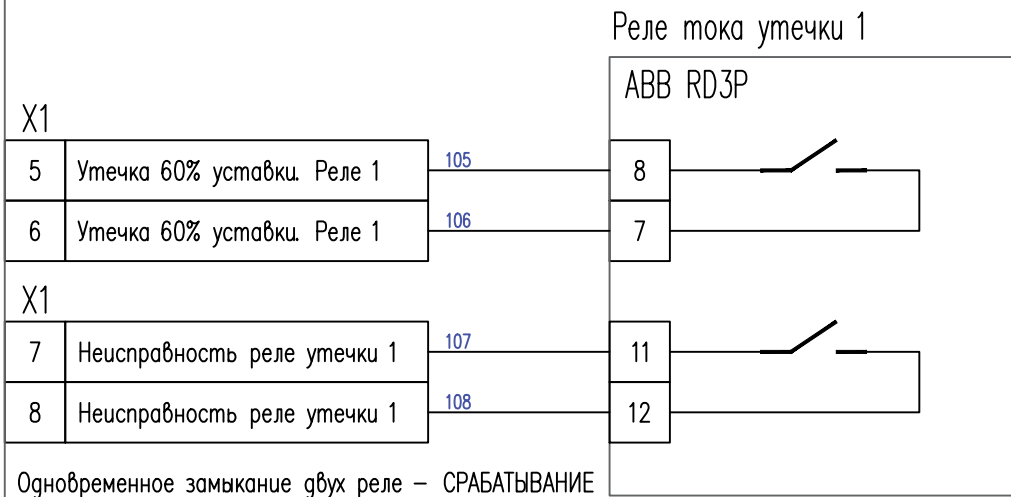 Реле тока утечки 1
ABB RD3P
X1
5 Утечка 60% уставки. Реле 1 105 8
6 Утечка 60% уставки. Реле 1 106 7
X1
7 Неисправность реле утечки 1 107 11
8 Неисправность реле утечки 1 108 12
Одновременное замыкание двух реле – СРАБАТЫВАНИЕ